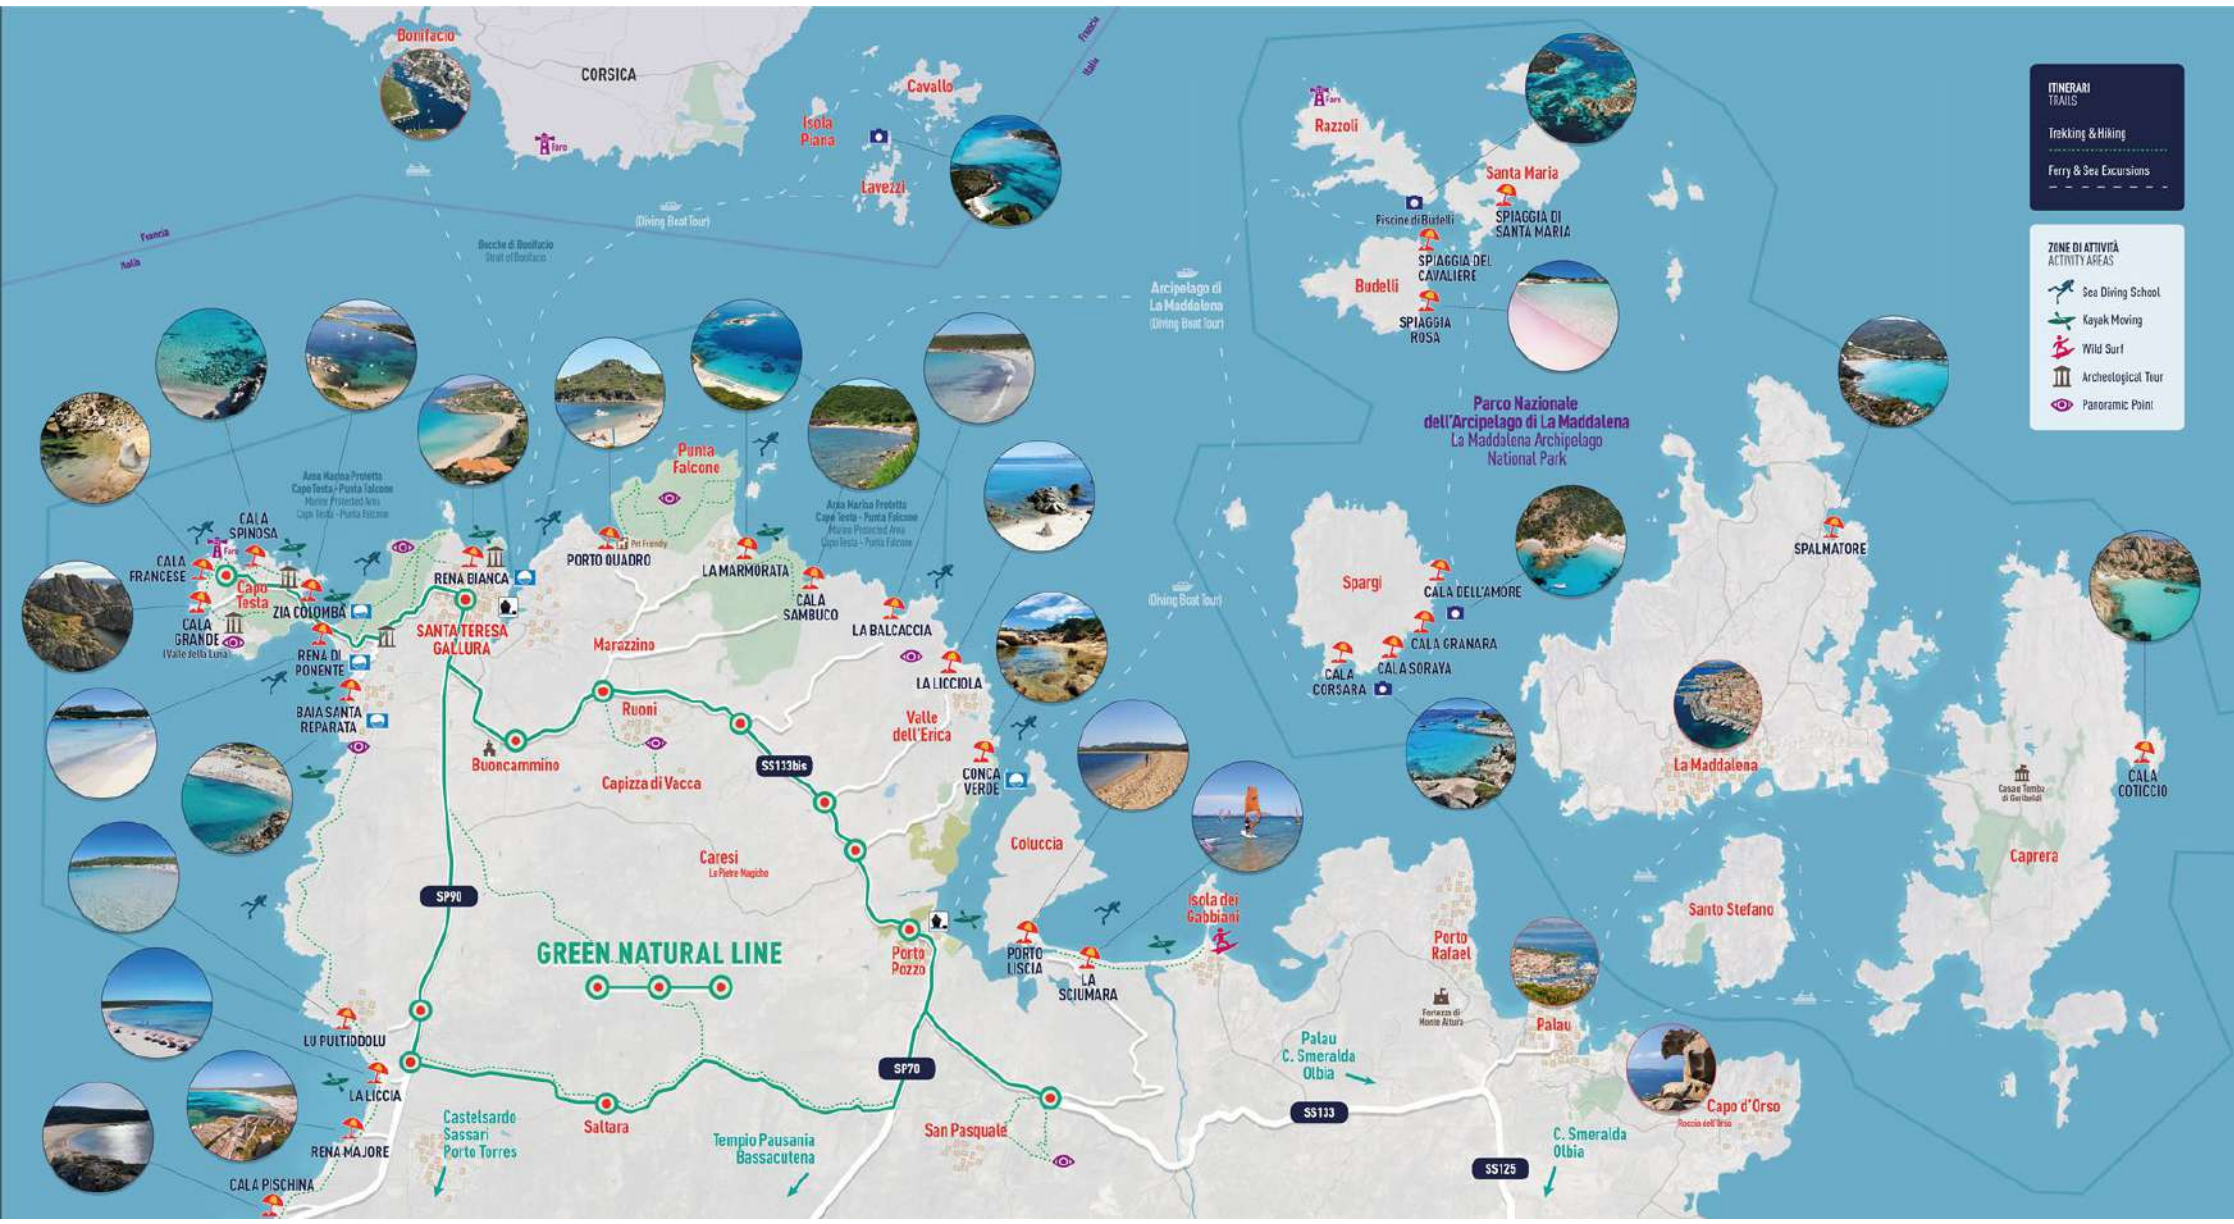 Bonifacio
CORSICA
Faro
Isola
Piana
Cavallo
Lavezzi
Francia
Italia
Francia
Italia
(Diving Boat Tour)
Bocche di Bonifacio
Strait of Bonifacio
Arcipelago di
La Maddalena
(Diving Boat Tour)
Faro
Razzoli
Santa Maria
SPIAGGIA DI
SANTA MARIA
Piscine di Budelli
SPIAGGIA DEL
CAVALIERE
Budelli
SPIAGGIA
ROSA
Parco Nazionale
dell'Arcipelago di La Maddalena
La Maddalena Archipelago
National Park
ITINERARI
TRAILS
Trekking & Hiking
Ferry & Sea Excursions
ZONE DI ATTIVITÀ
ACTIVITY AREAS
Sea Diving School
Kayak Moving
Wild Surf
Archeological Tour
Panoramic Point
Area Marina Protetta
Capo Testa - Punta Falcone
Marine Protected Area
Capo Testa - Punta Falcone
Punta
Falcone
Area Marina Protetta
Capo Testa - Punta Falcone
Marine Protected Area
Capo Testa - Punta Falcone
CALA
SPINOSA
Faro
CALA
FRANCESE
Capo
Testa
ZIA COLOMBA
CALA
GRANDE
(Valle della Luna)
RENA DI
PONENTE
BAIA SANTA
REPARATA
RENA BIANCA
SANTA TERESA
GALLURA
PORTO QUADRO
Pet Friendly
LA MARMORATA
CALA
SAMBUCO
LA BALCACCIA
LA LICCIOLA
Marazzino
Ruoni
Buoncammino
Capizza di Vacca
SS133bis
Valle
dell'Erica
CONCA
VERDE
(Diving Boat Tour)
Spargi
CALA DELL'AMORE
CALA GRANARA
CALA SORAYA
CALA
CORSARA
SPALMATORE
La Maddalena
CALA
COTICCIO
Casa e Tomba
di Garibaldi
Caprera
Santo Stefano
Caresi
Le Pietre Magiche
SP90
GREEN NATURAL LINE
Coluccia
Porto
Pozzo
PORTO
LISCIA
LA
SCIUMARA
Isola dei
Gabbiani
Porto
Rafael
Fortezza di
Monte Altura
Palau
Palau
C. Smeralda
Olbia
Capo d'Orso
Roccia dell'Orso
LU PULTIDDOLU
LA LICCIA
RENA MAJORE
CALA PISCHINA
Castelsardo
Sassari
Porto Torres
Saltara
Tempio Pausania
Bassacutena
SP70
San Pasquale
SS133
C. Smeralda
Olbia
SS125